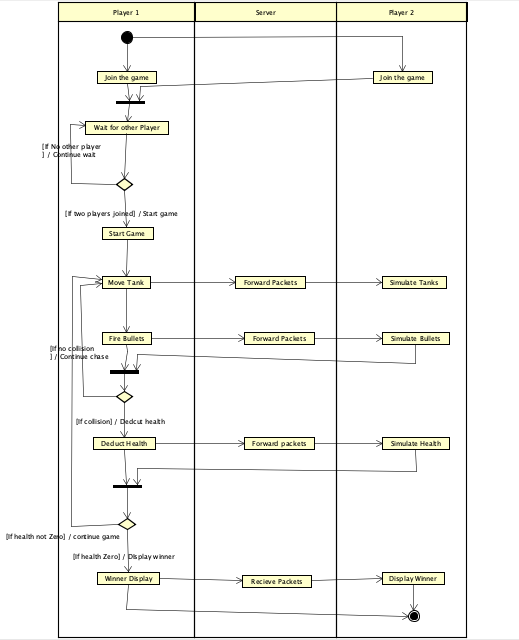 Player 1
Server
Player 2
Join the game
Join the game
Wait for other Player
[If No other player
] / Continue wait
[If two players joined] / Start game
Start Game
Move Tank
Forward Packets
Simulate Tanks
Fire Bullets
Forward Packets
Simulate Bullets
[If no collision
] / Continue chase
[If collision] / Dedcut health
Deduct Health
Forward packets
Simulate Health
[If health not Zero] / continue game
[If health Zero] / Display winner
Winner Display
Recieve Packets
Display Winner